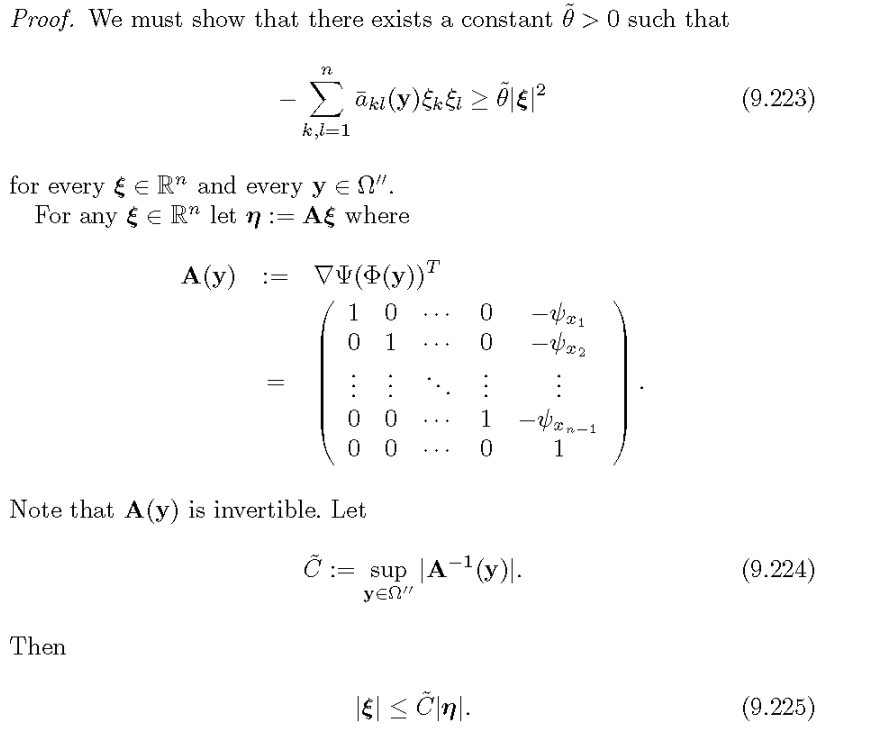 Proof. We must show that there exists a constant θ̃ > 0 such that
− ∑_{k,l=1}^{n} ā_{kl}(y)ξ_kξ_l ≥ θ̃|ξ|² (9.223)
for every ξ ∈ ℝⁿ and every y ∈ Ω″.
For any ξ ∈ ℝⁿ let η := Aξ where
A(y) := ∇Ψ(Φ(y))^T
= ( 1 0 ⋯ 0 −ψ_{x_1}
0 1 ⋯ 0 −ψ_{x_2}
⋮ ⋮ ⋱ ⋮ ⋮
0 0 ⋯ 1 −ψ_{x_{n−1}}
0 0 ⋯ 0 1 ) .
Note that A(y) is invertible. Let
C̃ := sup_{y∈Ω″} |A^{−1}(y)|. (9.224)
Then
|ξ| ≤ C̃|η|. (9.225)